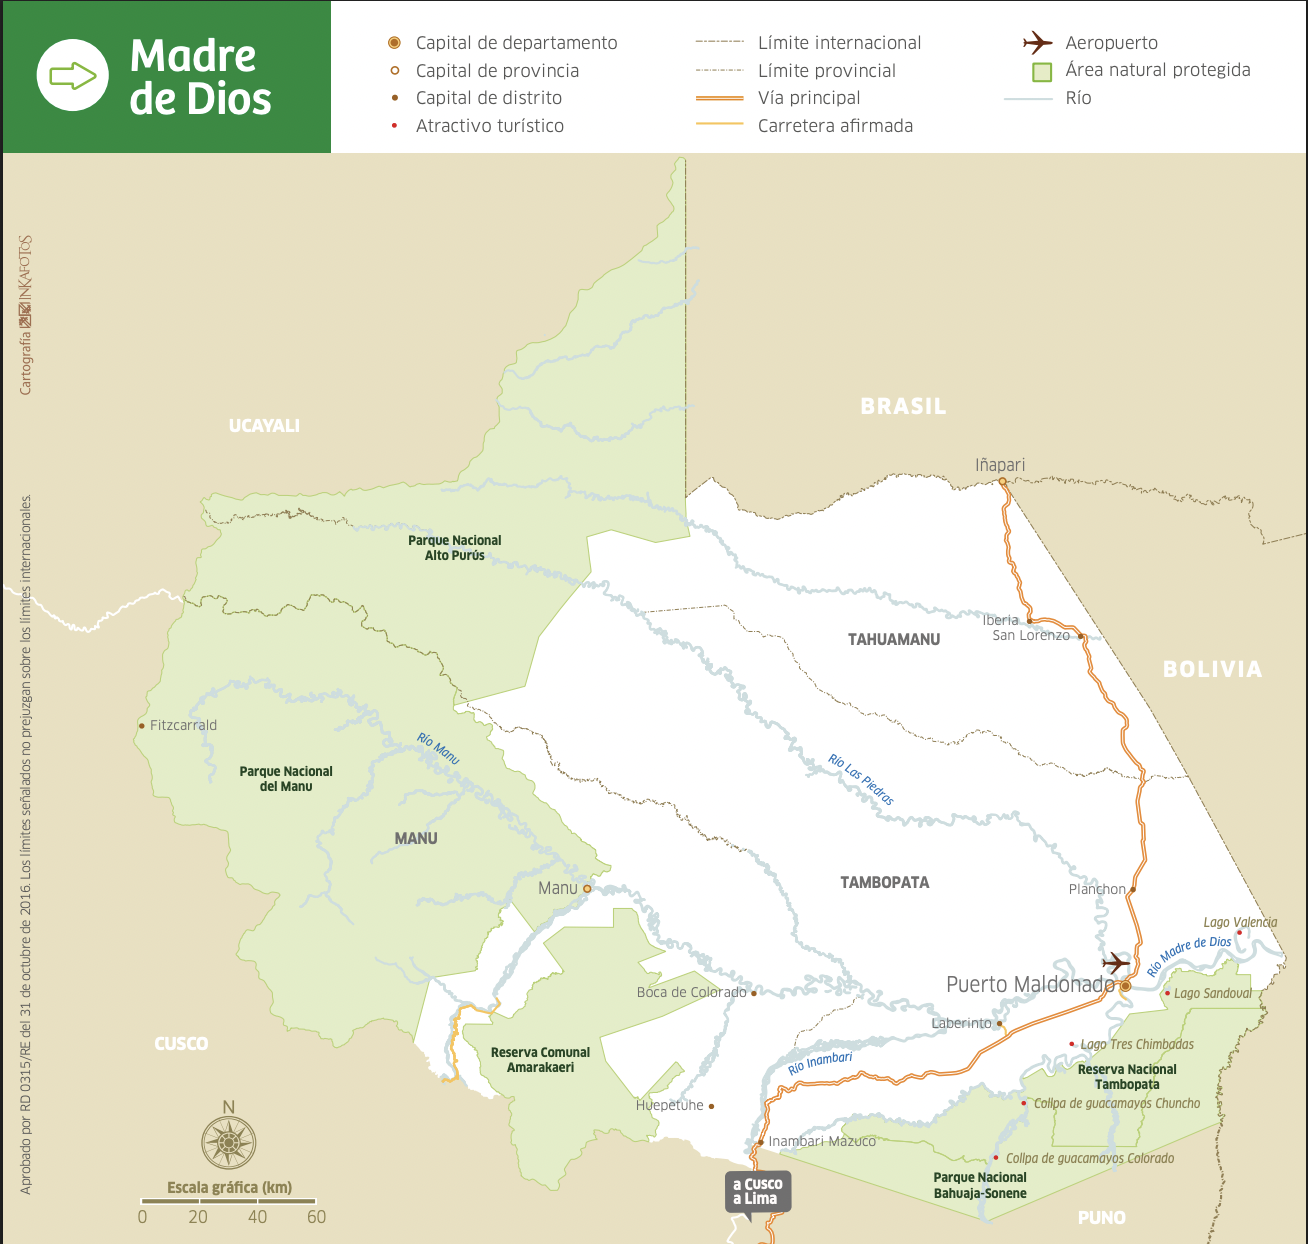 Madre
de Dios
Capital de departamento
Capital de provincia
Capital de distrito
Atractivo turístico
Límite internacional
Límite provincial
Vía principal
Carretera afirmada
Aeropuerto
Área natural protegida
Río
Cartografía
INKAFOTOS
Aprobado por RD 0315/RE del 31 de octubre de 2016. Los límites señalados no prejuzgan sobre los límites internacionales.
UCAYALI
BRASIL
Iñapari
Parque Nacional
Alto Purús
Iberia
San Lorenzo
TAHUAMANU
BOLIVIA
Fitzcarrald
Río Manu
Parque Nacional
del Manu
Río Las Piedras
MANU
TAMBOPATA
Manu
Planchon
Lago Valencia
Río Madre de Dios
Puerto Maldonado
Boca de Colorado
Lago Sandoval
Laberinto
CUSCO
Lago Tres Chimbadas
Reserva Comunal
Amarakaeri
Río Inambari
Reserva Nacional
Tambopata
Huepetuhe
Collpa de guacamayos Chuncho
Inambari Mazuco
Collpa de guacamayos Colorado
Parque Nacional
Bahuaja-Sonene
a Cusco
a Lima
PUNO
N
Escala gráfica (km)
0 20 40 60